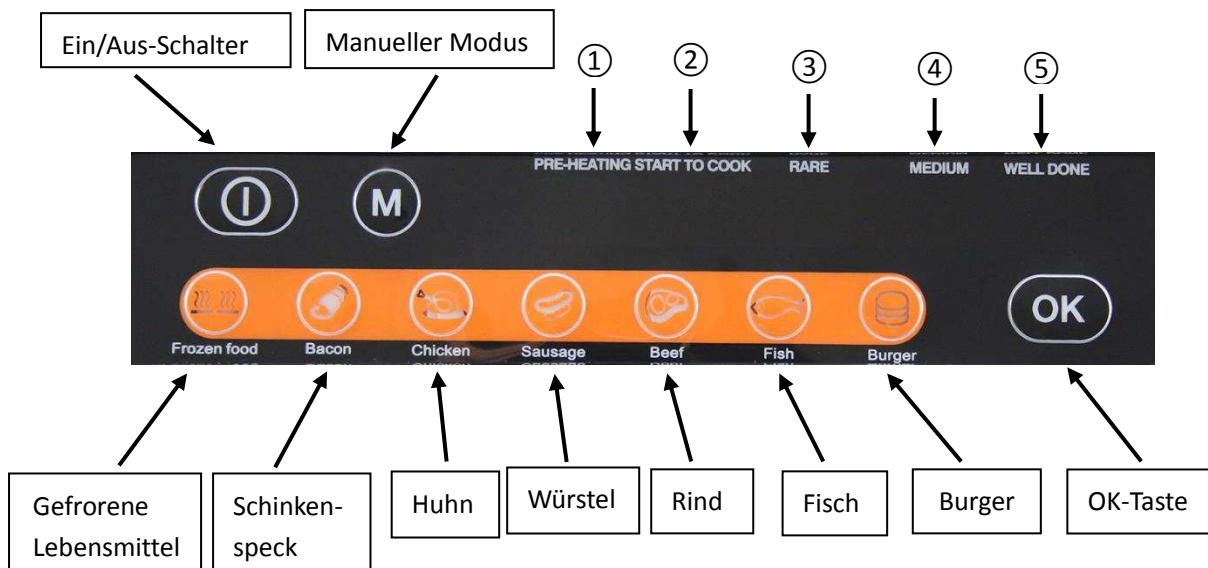 Ein/Aus-Schalter
Manueller Modus
① ② ③ ④ ⑤
PRE-HEATING START TO COOK RARE MEDIUM WELL DONE
M
OK
Frozen food Bacon Chicken Sausage Beef Fish Burger
Gefrorene
Lebensmittel
Schinken-
speck
Huhn
Würstel
Rind
Fisch
Burger
OK-Taste